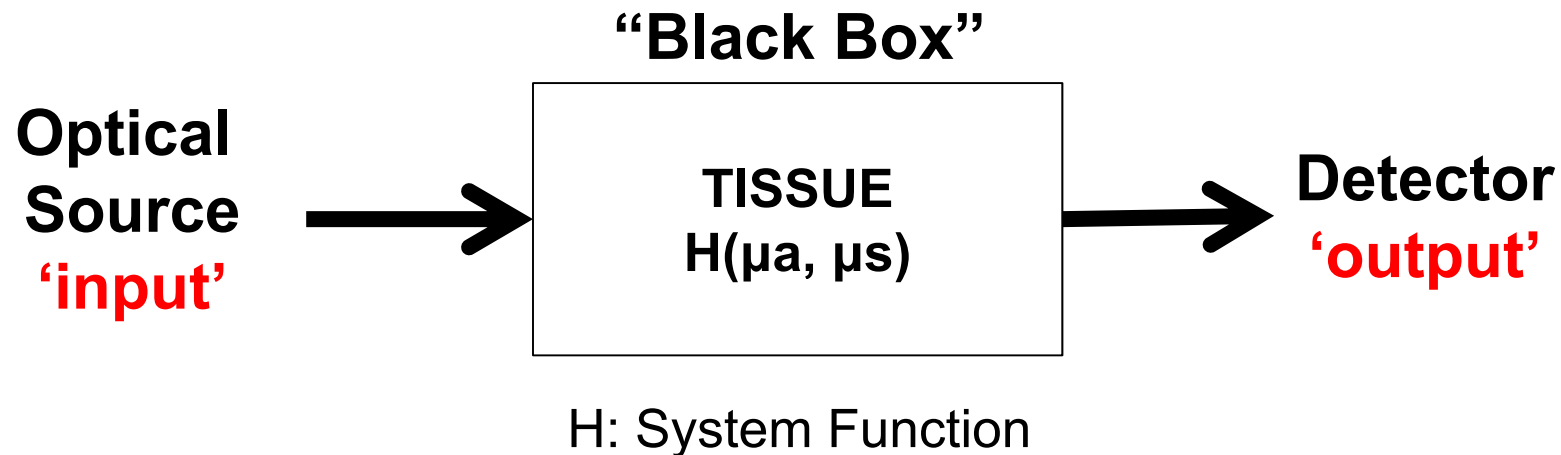 “Black Box”
Optical
Source
‘input’
TISSUE
H(µa, µs)
Detector
‘output’
H: System Function